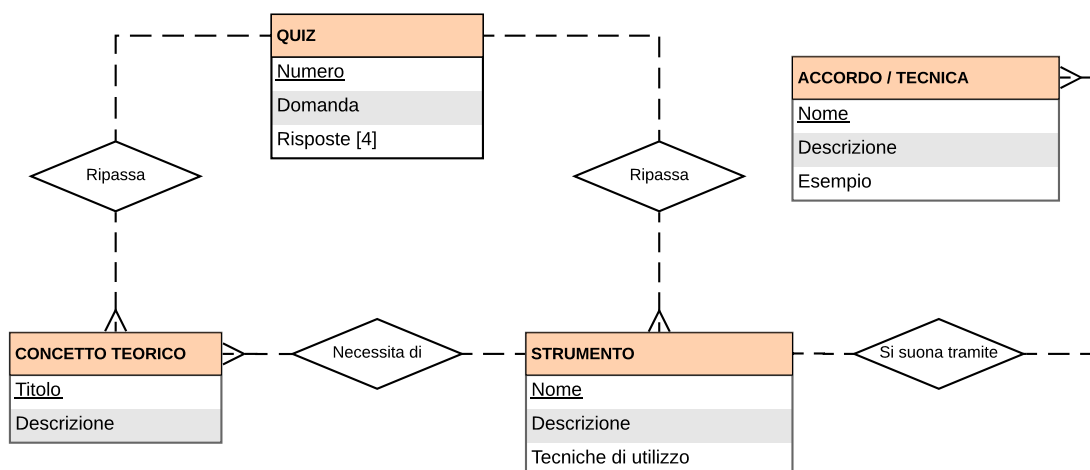 QUIZ
Numero
Domanda
Risposte [4]
ACCORDO / TECNICA
Nome
Descrizione
Esempio
Ripassa
Ripassa
CONCETTO TEORICO
Titolo
Descrizione
Necessita di
STRUMENTO
Nome
Descrizione
Tecniche di utilizzo
Si suona tramite